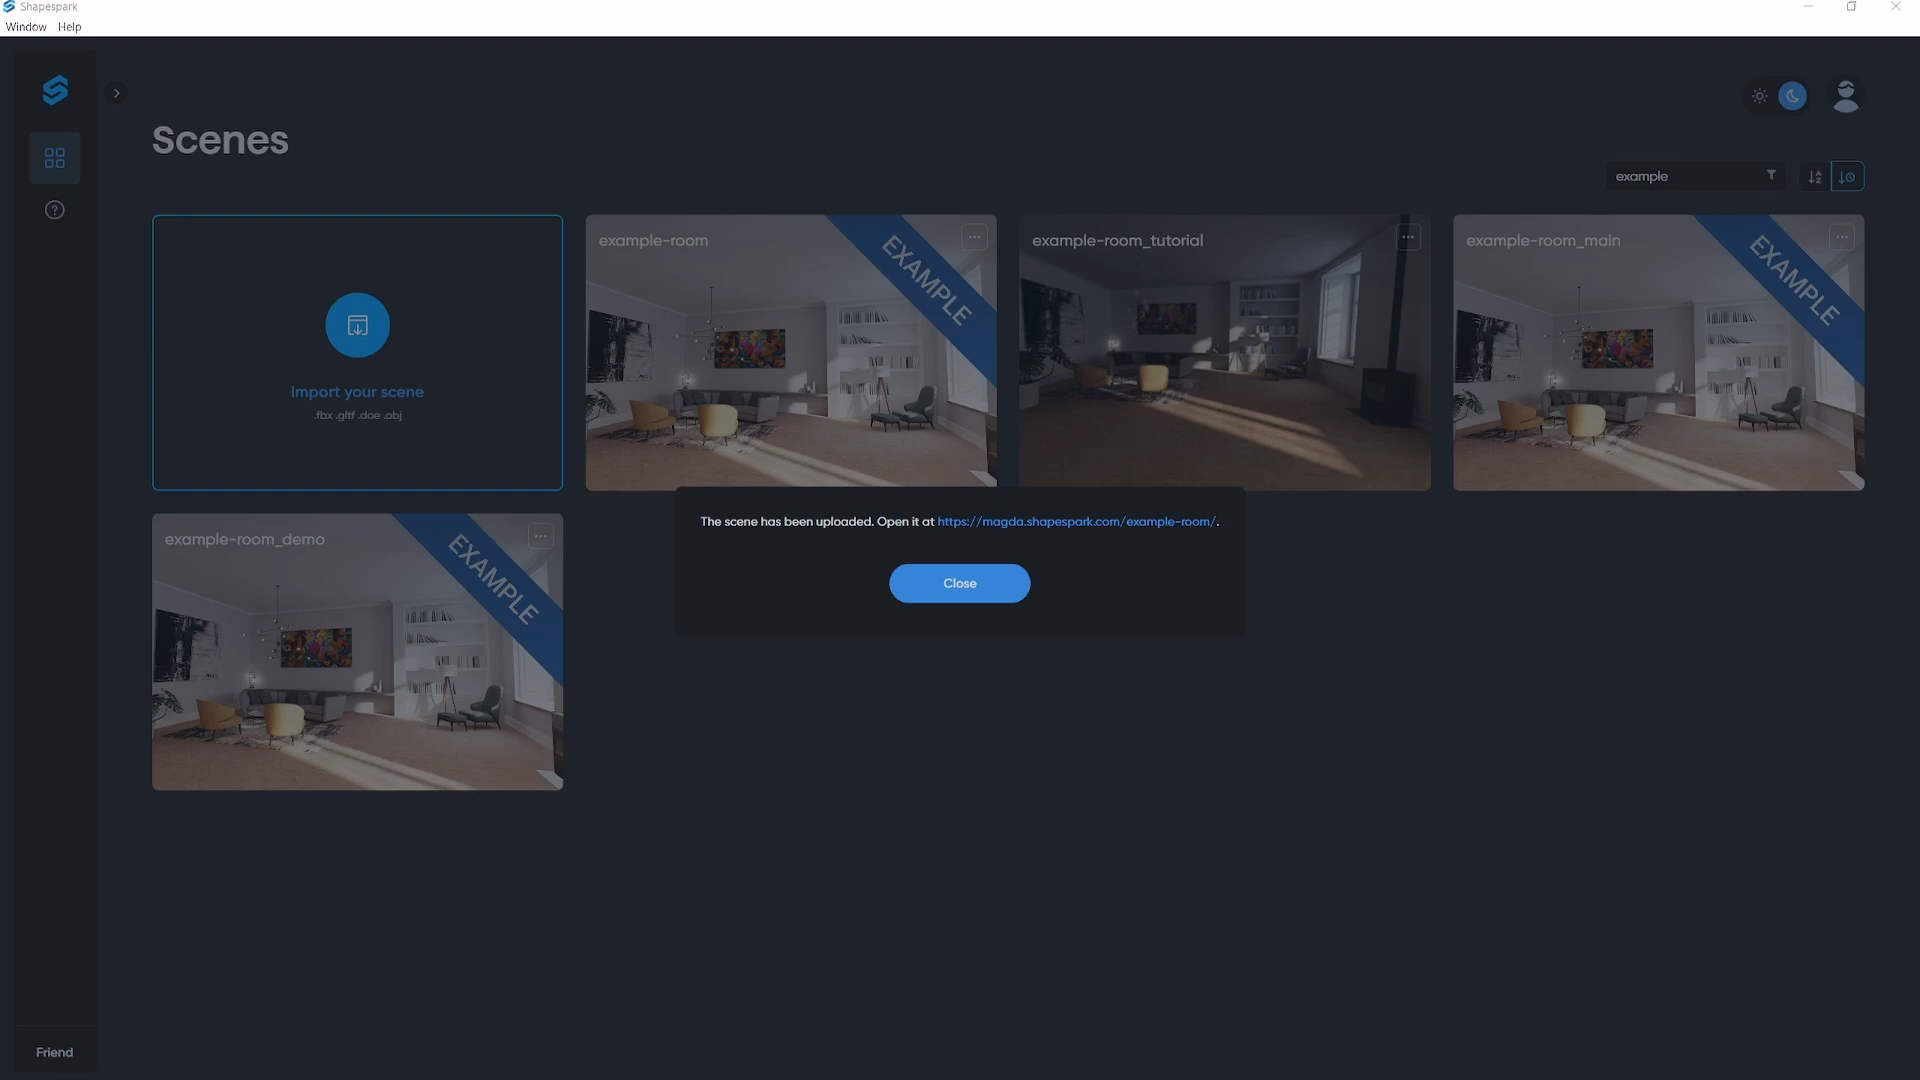 Shapespark
Window Help
Scenes
example
example-room
EXAMPLE
example-room_tutorial
example-room_main
EXAMPLE
Import your scene
.fbx .gltf .doe .obj
The scene has been uploaded. Open it at https://magda.shapespark.com/example-room/.
Close
example-room_demo
EXAMPLE
Friend